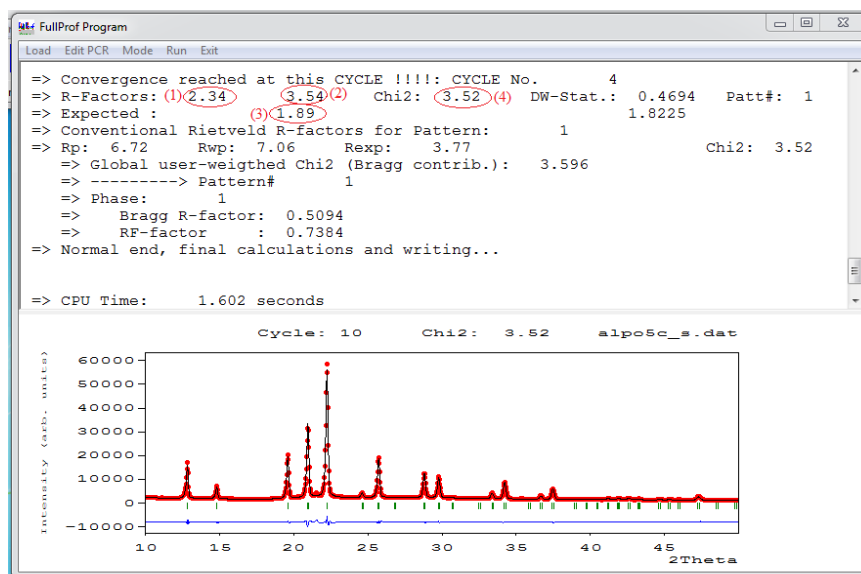 FullProf Program
Load Edit PCR Mode Run Exit
=> Convergence reached at this CYCLE !!!!: CYCLE No. 4
=> R-Factors: (1) 2.34 3.54 (2) Chi2: 3.52 (4) DW-Stat.: 0.4694 Patt#: 1
=> Expected : (3) 1.89 1.8225
=> Conventional Rietveld R-factors for Pattern: 1
=> Rp: 6.72 Rwp: 7.06 Rexp: 3.77 Chi2: 3.52
=> Global user-weigthed Chi2 (Bragg contrib.): 3.596
=> ---------> Pattern# 1
=> Phase: 1
=> Bragg R-factor: 0.5094
=> RF-factor : 0.7384
=> Normal end, final calculations and writing...
=> CPU Time: 1.602 seconds
Cycle: 10 Chi2: 3.52 alpo5c_s.dat
Intensity (arb. units)
60000
50000
40000
30000
20000
10000
0
-10000
10 15 20 25 30 35 40 45
2Theta